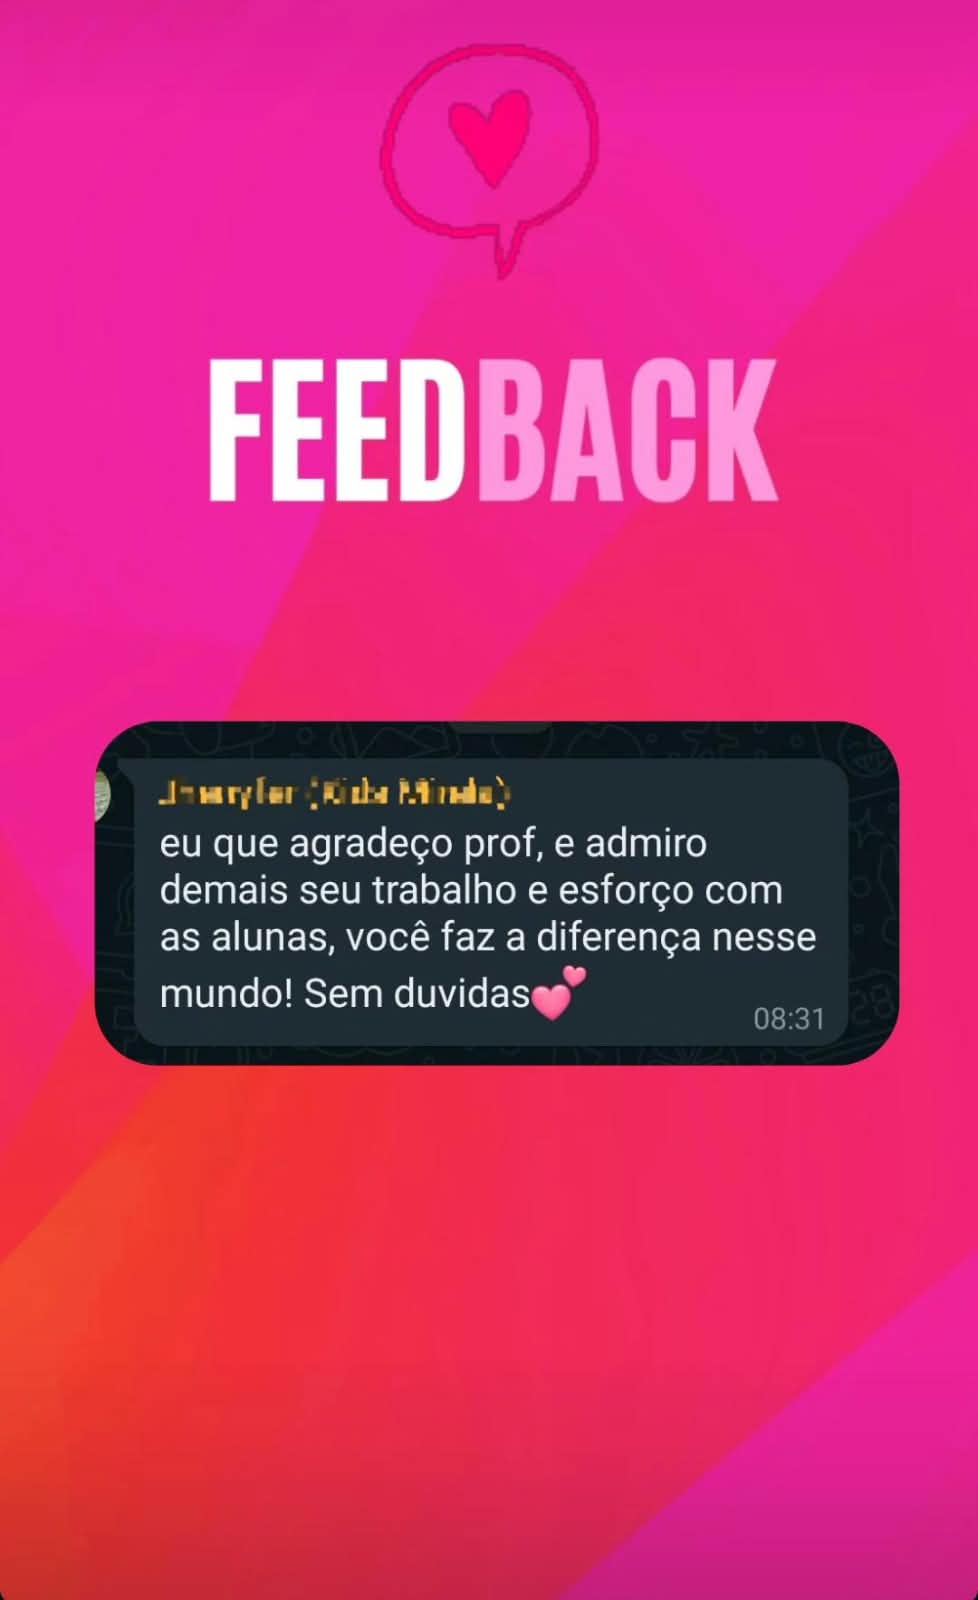 FEEDBACK
eu que agradeço prof, e admiro
demais seu trabalho e esforço com
as alunas, você faz a diferença nesse
mundo! Sem duvidas💕
08:31